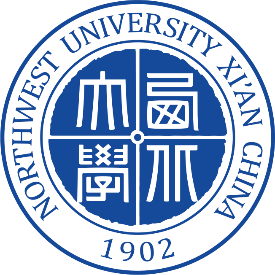 NORTHWEST UNIVERSITY XI'AN CHINA
西北
大學
1902